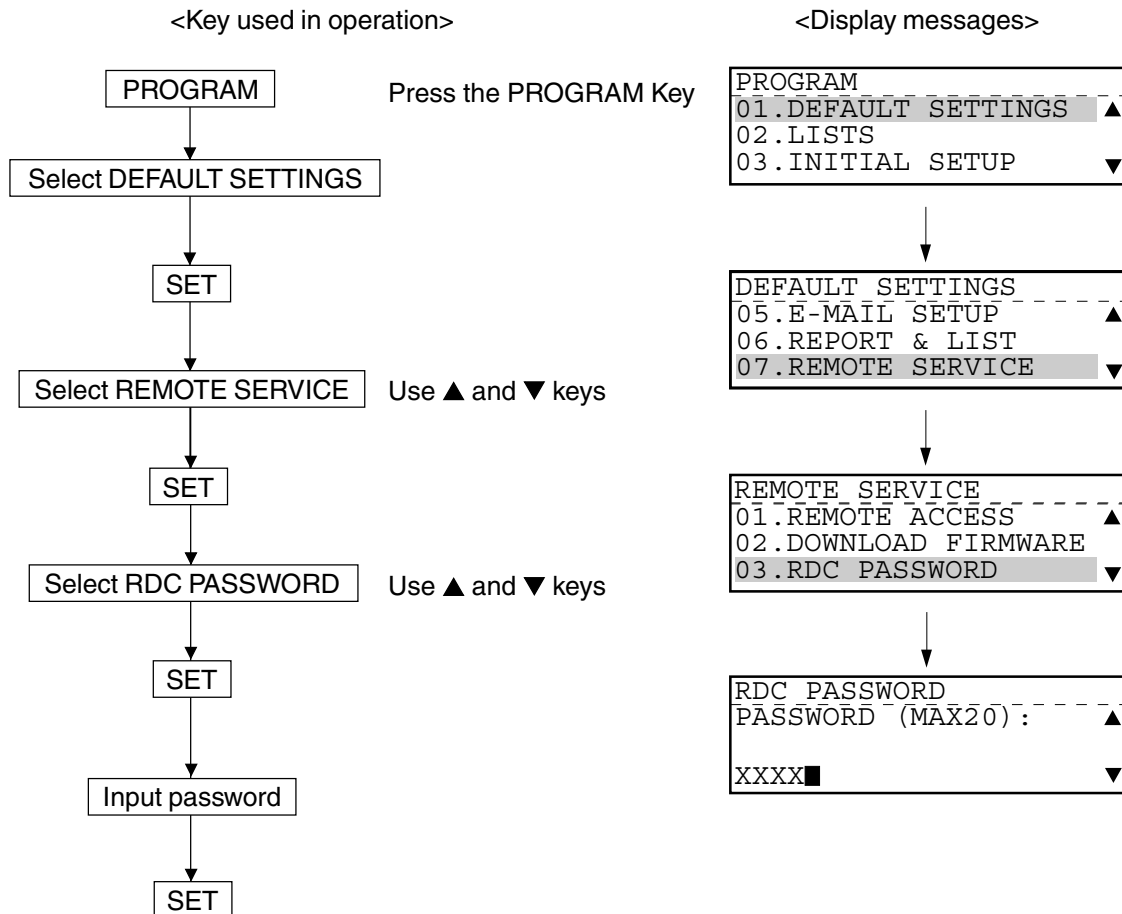 <Key used in operation>
<Display messages>
PROGRAM
Press the PROGRAM Key
PROGRAM
01.DEFAULT SETTINGS ▲
02.LISTS
03.INITIAL SETUP ▼
Select DEFAULT SETTINGS
SET
DEFAULT SETTINGS
05.E-MAIL SETUP ▲
06.REPORT & LIST
07.REMOTE SERVICE ▼
Select REMOTE SERVICE
Use ▲ and ▼ keys
SET
REMOTE SERVICE
01.REMOTE ACCESS ▲
02.DOWNLOAD FIRMWARE
03.RDC PASSWORD ▼
Select RDC PASSWORD
Use ▲ and ▼ keys
SET
RDC PASSWORD
PASSWORD (MAX20): ▲
XXXX■ ▼
Input password
SET